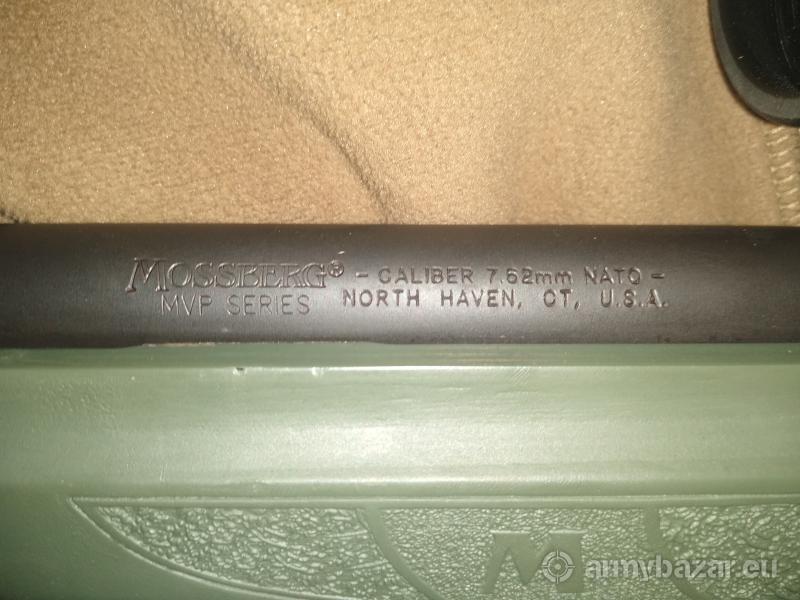 MOSSBERG® - CALIBER 7.62mm NATO -
MVP SERIES NORTH HAVEN, CT, U.S.A.
M
armybazar.eu